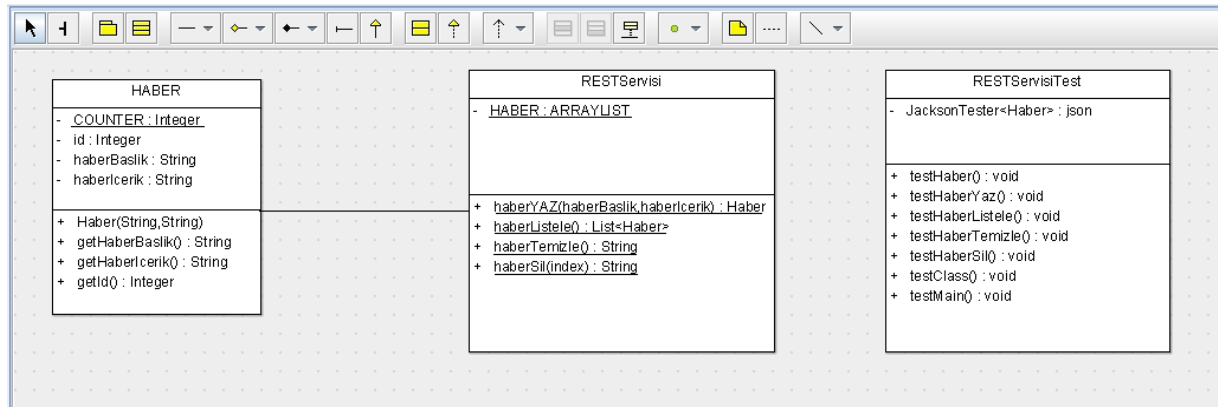 HABER
- COUNTER : Integer
- id : Integer
- haberBaslik : String
- haberIcerik : String
+ Haber(String,String)
+ getHaberBaslik() : String
+ getHaberIcerik() : String
+ getId() : Integer
RESTServisi
- HABER : ARRAYLIST
+ haberYAZ(haberBaslik,haberIcerik) : Haber
+ haberListele() : List<Haber>
+ haberTemizle() : String
+ haberSil(index) : String
RESTServisiTest
- JacksonTester<Haber> : json
+ testHaber() : void
+ testHaberYaz() : void
+ testHaberListele() : void
+ testHaberTemizle() : void
+ testHaberSil() : void
+ testClass() : void
+ testMain() : void